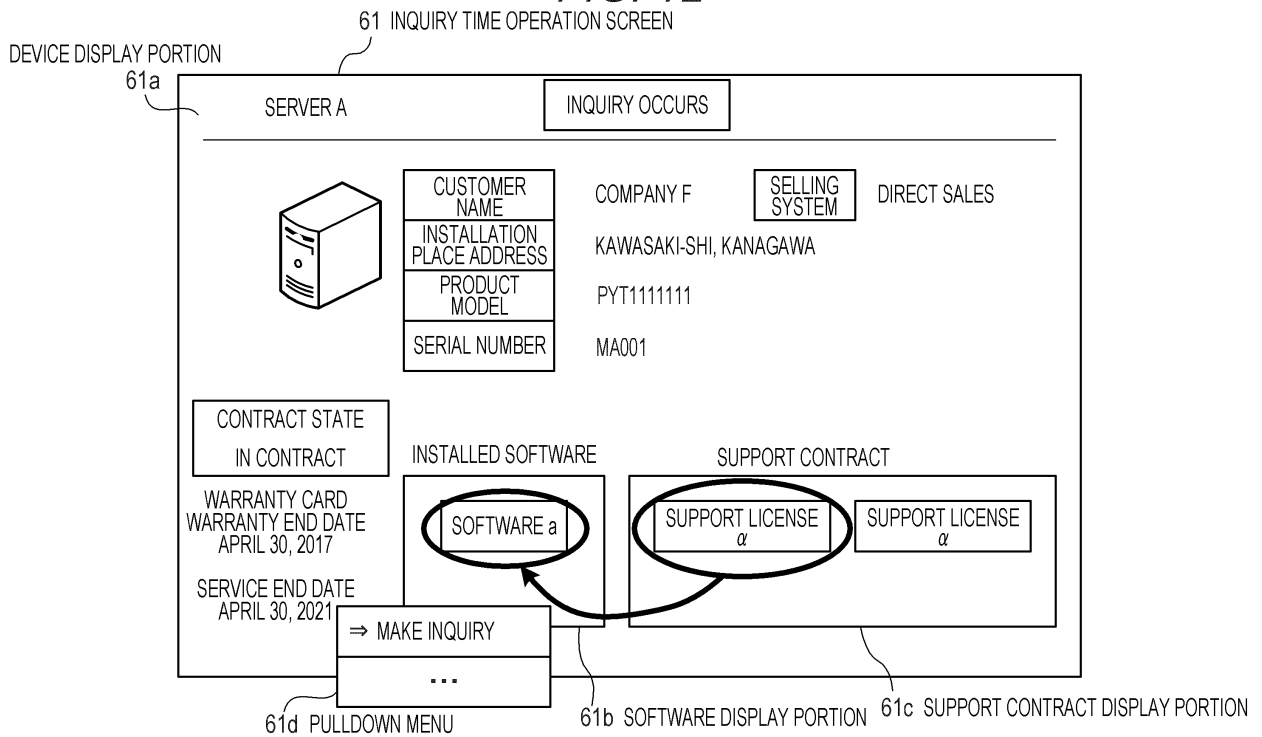 61 INQUIRY TIME OPERATION SCREEN
DEVICE DISPLAY PORTION
61a
SERVER A
INQUIRY OCCURS
CUSTOMER
NAME
COMPANY F
SELLING
SYSTEM
DIRECT SALES
INSTALLATION
PLACE ADDRESS
KAWASAKI-SHI, KANAGAWA
PRODUCT
MODEL
PYT1111111
SERIAL NUMBER
MA001
CONTRACT STATE
IN CONTRACT
WARRANTY CARD
WARRANTY END DATE
APRIL 30, 2017
SERVICE END DATE
APRIL 30, 2021
INSTALLED SOFTWARE
SOFTWARE a
SUPPORT CONTRACT
SUPPORT LICENSE
α
SUPPORT LICENSE
α
⇒ MAKE INQUIRY
...
61d PULLDOWN MENU
61b SOFTWARE DISPLAY PORTION
61c SUPPORT CONTRACT DISPLAY PORTION